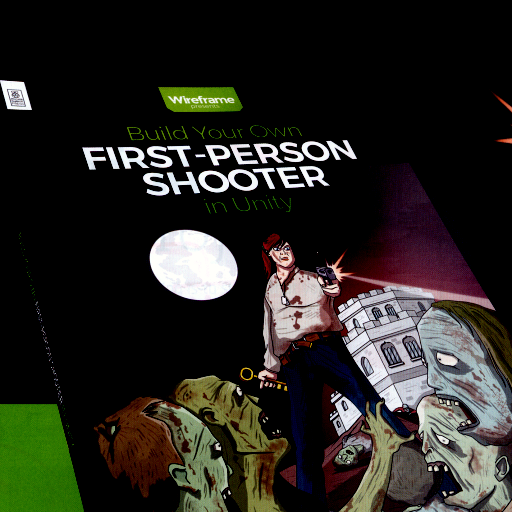 Wireframe
presents
Build Your Own
FIRST-PERSON
SHOOTER
in Unity